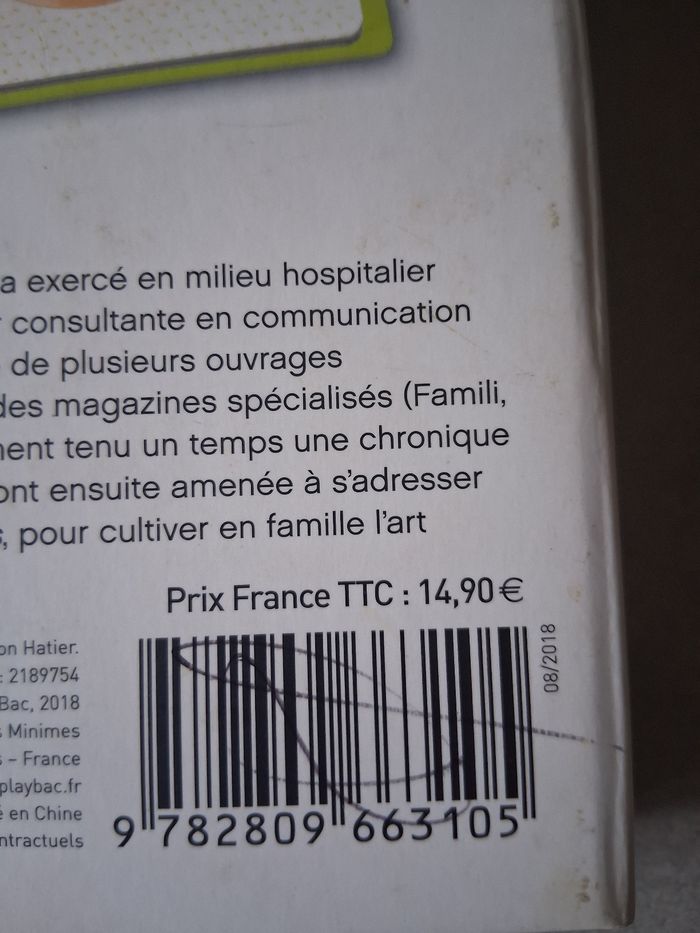 a exercé en milieu hospitalier
consultante en communication
de plusieurs ouvrages
des magazines spécialisés (Famili,
ment tenu un temps une chronique
ont ensuite amenée à s'adresser
s, pour cultiver en famille l'art
Prix France TTC : 14,90€
08/2018
on Hatier.
: 2189754
Bac, 2018
s Minimes
s – France
playbac.fr
é en Chine
ntractuels
9 782809 663105